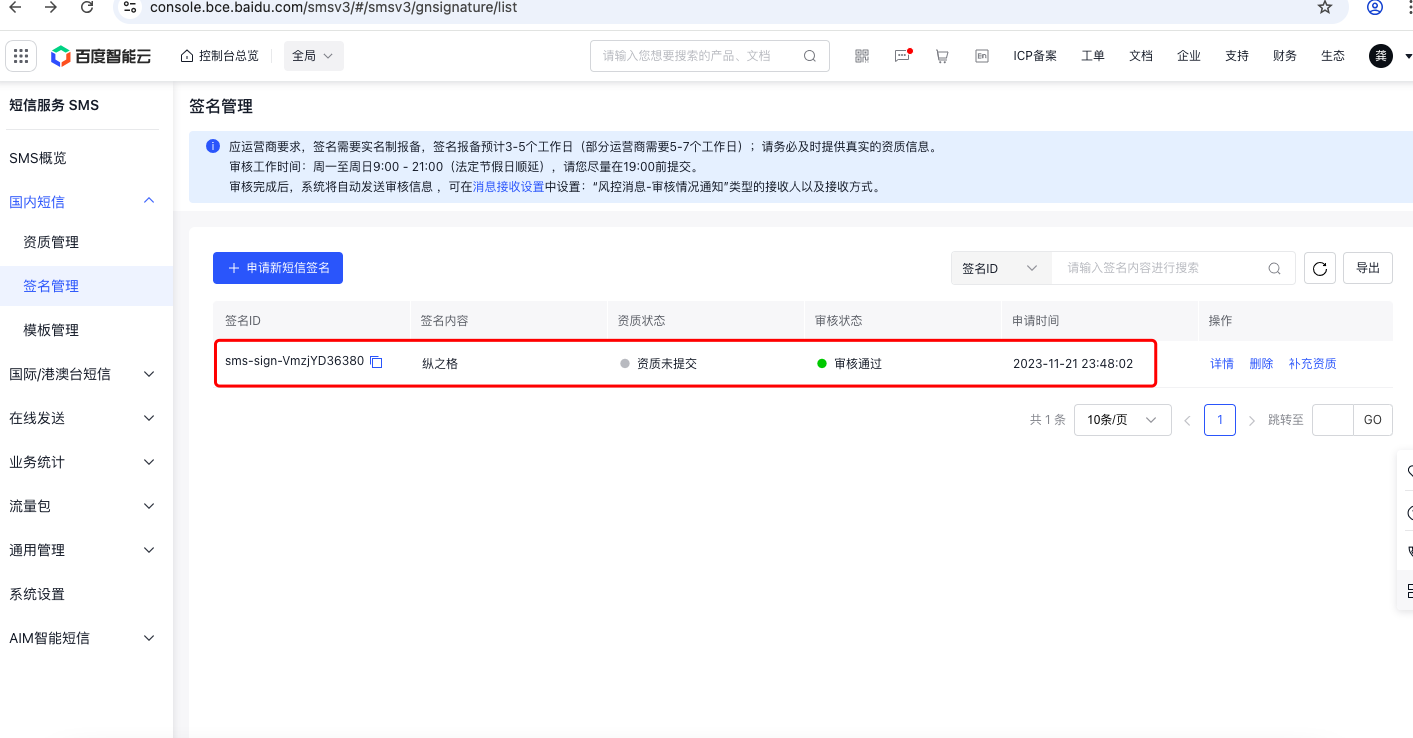 console.bce.baidu.com/smsv3/#/smsv3/gnsignature/list
百度智能云
控制台总览
全局
请输入您想要搜索的产品、文档
En
ICP备案
工单
文档
企业
支持
财务
生态
龚
短信服务 SMS
SMS概览
国内短信
资质管理
签名管理
模板管理
国际/港澳台短信
在线发送
业务统计
流量包
通用管理
系统设置
AIM智能短信
签名管理
应运营商要求，签名需要实名制报备，签名报备预计3-5个工作日（部分运营商需要5-7个工作日）；请务必及时提供真实的资质信息。
审核工作时间：周一至周日9:00 - 21:00（法定节假日顺延），请您尽量在19:00前提交。
审核完成后，系统将自动发送审核信息 ，可在消息接收设置中设置：“风控消息-审核情况通知”类型的接收人以及接收方式。
申请新短信签名
签名ID
请输入签名内容进行搜索
导出
签名ID 签名内容 资质状态 审核状态 申请时间 操作
sms-sign-VmzjYD36380 纵之格 资质未提交 审核通过 2023-11-21 23:48:02 详情 删除 补充资质
共 1 条 10条/页 1 跳转至 GO